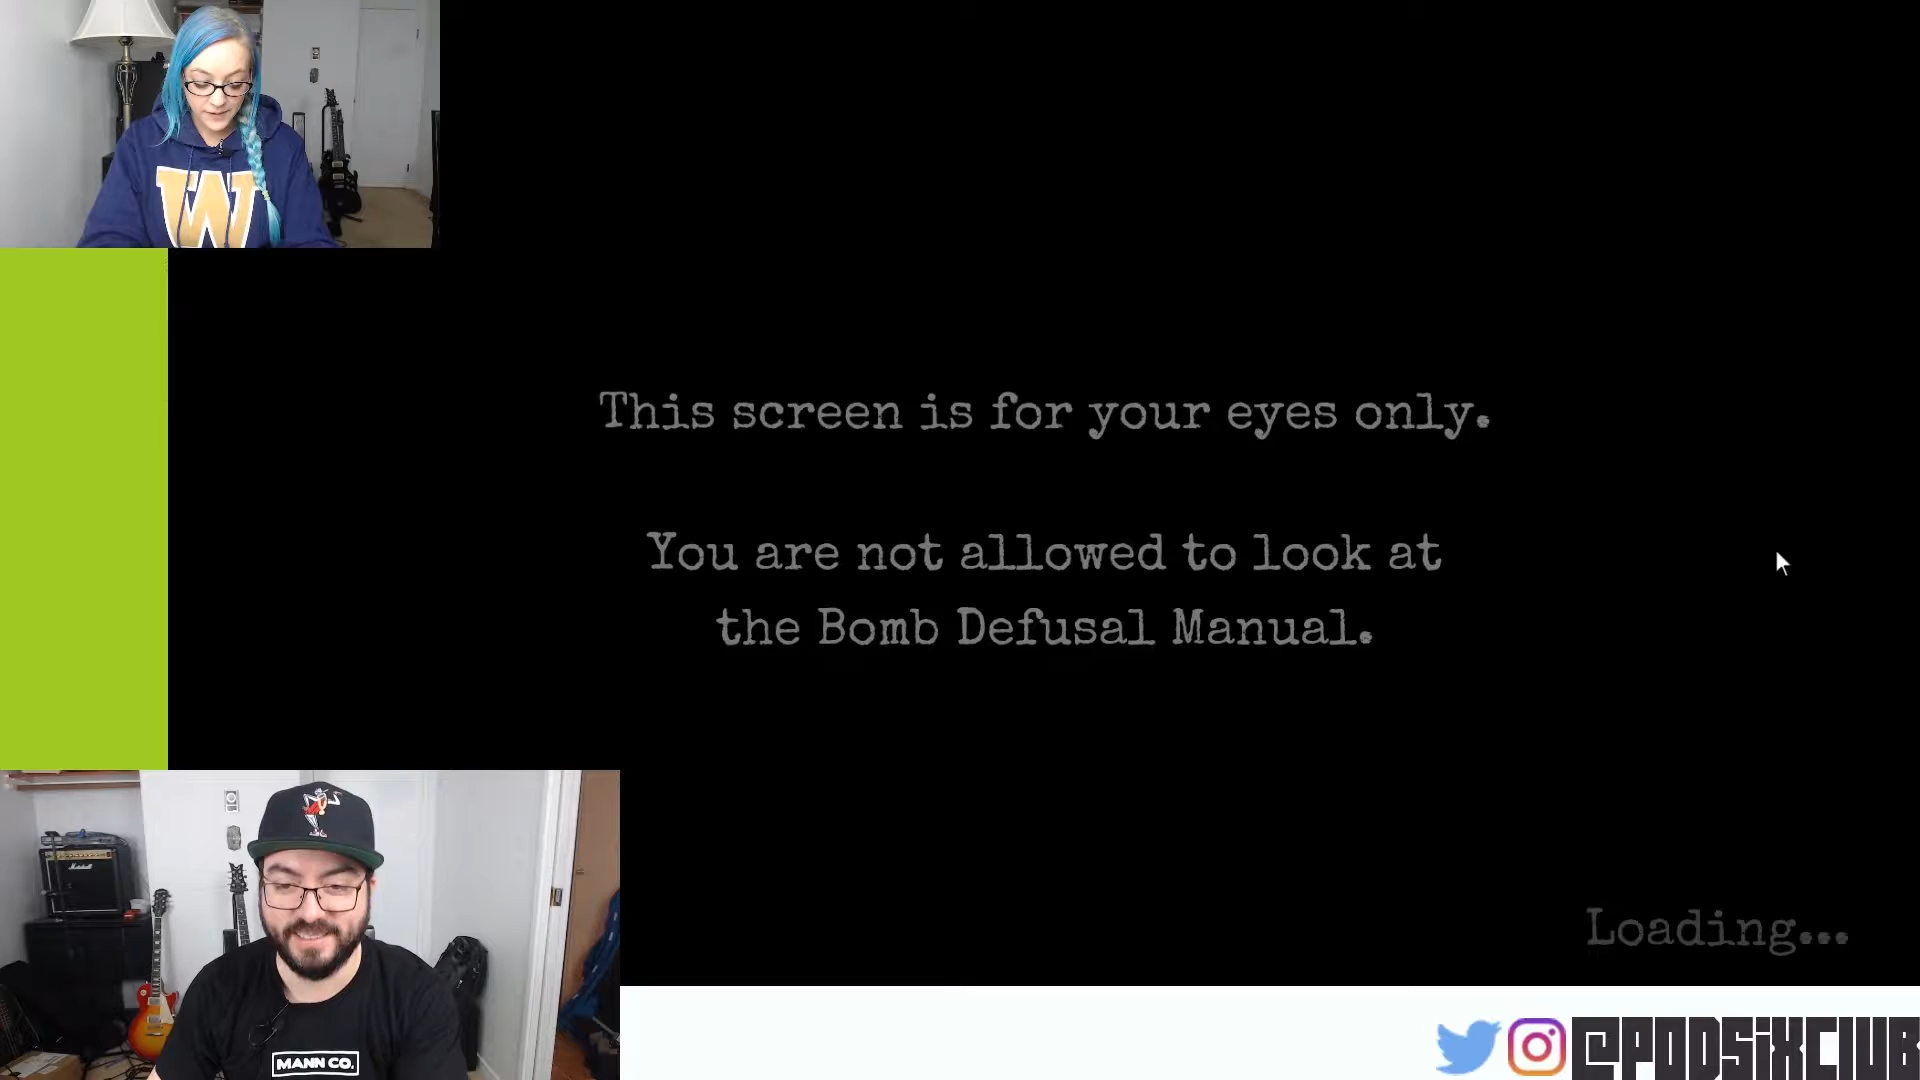 W
This screen is for your eyes only.
You are not allowed to look at
the Bomb Defusal Manual.
Loading...
Marshall
MANN CO.
@PODSIXCLUB